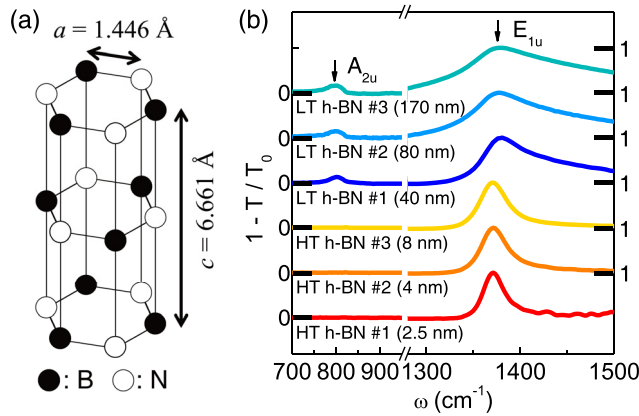 (a)
a = 1.446 Å
c = 6.661 Å
: B
: N
(b)
1 - T / T0
A2u
E1u
0
1
LT h-BN #3 (170 nm)
0
1
LT h-BN #2 (80 nm)
0
1
LT h-BN #1 (40 nm)
0
1
HT h-BN #3 (8 nm)
0
1
HT h-BN #2 (4 nm)
0
1
HT h-BN #1 (2.5 nm)
700 800 900 1300 1400 1500
ω (cm-1)